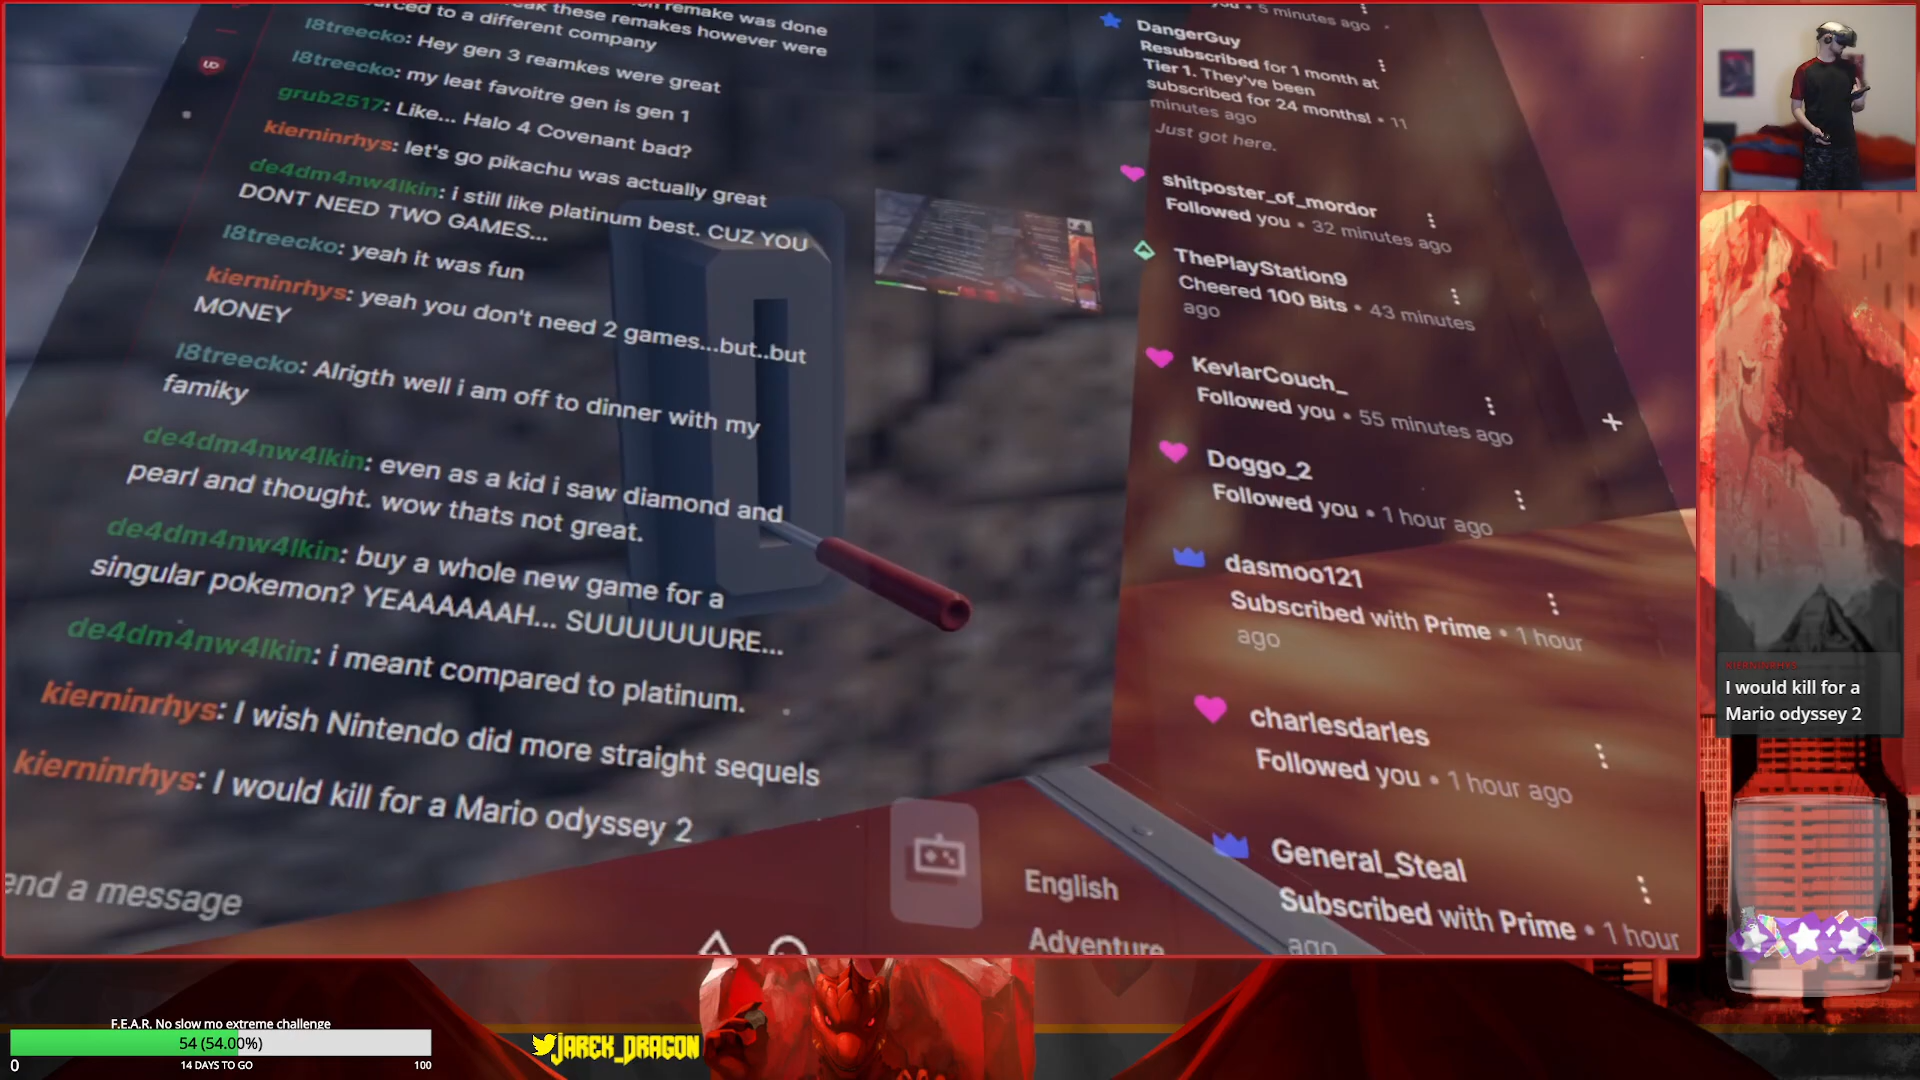 remake was done
eak these remakes however were
urced to a different company
l8treecko: Hey gen 3 reamkes were great
l8treecko: my leat favoitre gen is gen 1
grub2517: Like... Halo 4 Covenant bad?
kierninrhys: let's go pikachu was actually great
de4dm4nw4lkin: i still like platinum best. CUZ YOU
DONT NEED TWO GAMES...
l8treecko: yeah it was fun
kierninrhys: yeah you don't need 2 games...but..but
MONEY
l8treecko: Alrigth well i am off to dinner with my
famiky
de4dm4nw4lkin: even as a kid i saw diamond and
pearl and thought. wow thats not great.
de4dm4nw4lkin: buy a whole new game for a
singular pokemon? YEAAAAAAH... SUUUUUUURE...
de4dm4nw4lkin: i meant compared to platinum.
kierninrhys: I wish Nintendo did more straight sequels
kierninrhys: I would kill for a Mario odyssey 2
end a message
you • 5 minutes ago
DangerGuy
Resubscribed for 1 month at
Tier 1. They've been
subscribed for 24 months! • 11
minutes ago
Just got here.
shitposter_of_mordor
Followed you • 32 minutes ago
ThePlayStation9
Cheered 100 Bits • 43 minutes
ago
KevlarCouch_
Followed you • 55 minutes ago
Doggo_2
Followed you • 1 hour ago
dasmoo121
Subscribed with Prime • 1 hour
ago
charlesdarles
Followed you • 1 hour ago
General_Steal
Subscribed with Prime • 1 hour
ago
English
Adventure
KIERNINRHYS
I would kill for a
Mario odyssey 2
F.E.A.R. No slow mo extreme challenge
54 (54.00%)
0
14 DAYS TO GO
100
JAREK_DRAGON